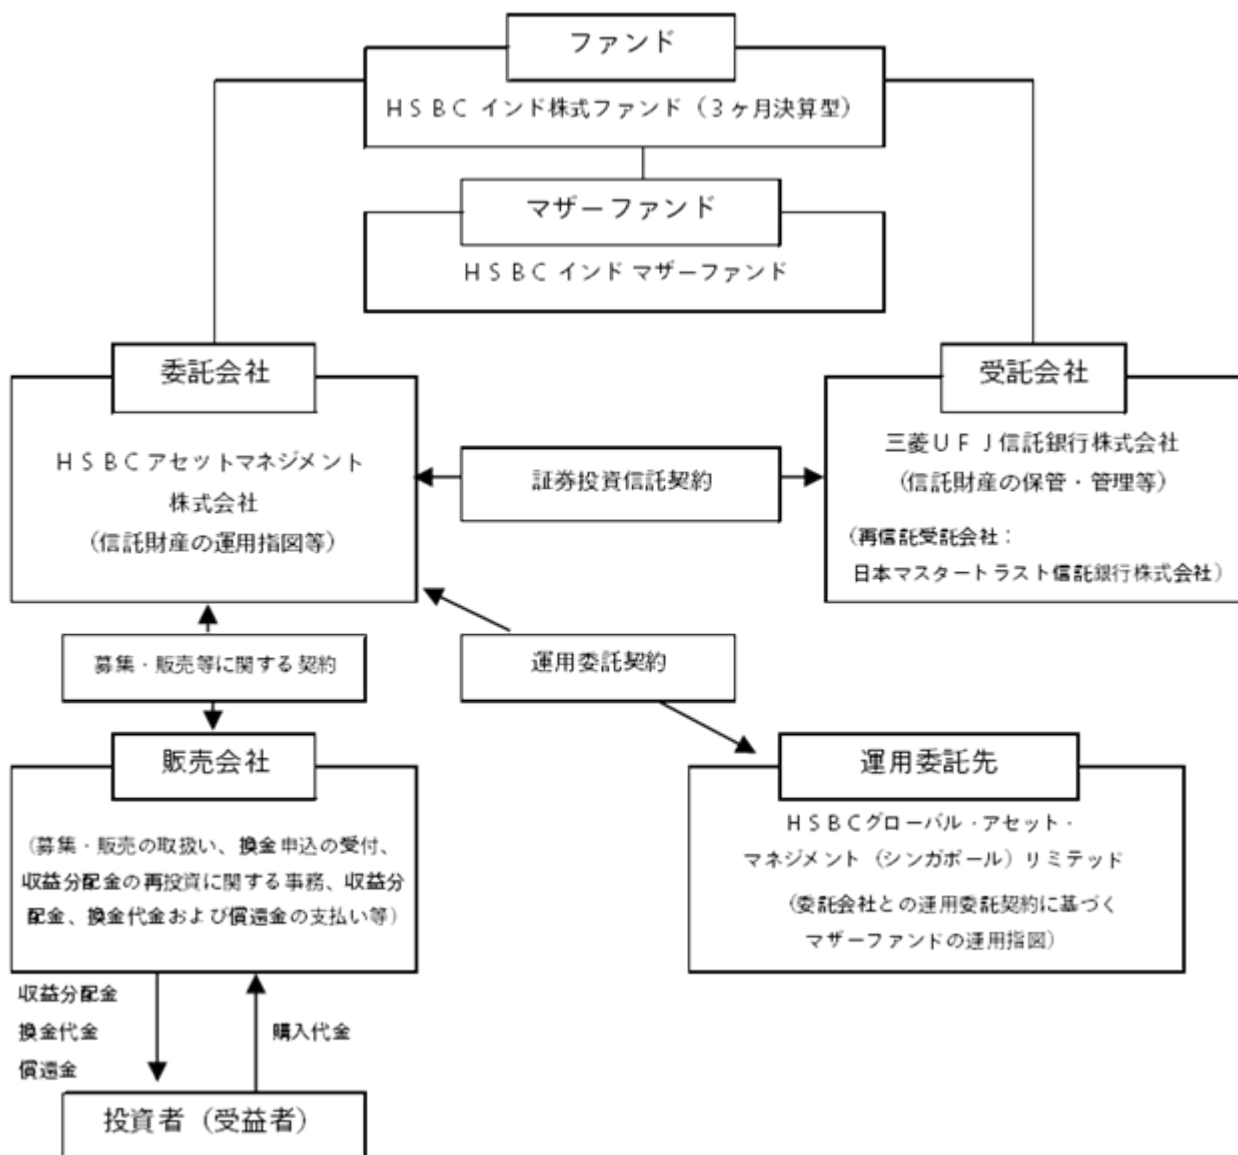 ファンド
HSBC インド株式ファンド（3ヶ月決算型）
マザーファンド
HSBC インド マザーファンド
委託会社
HSBC アセットマネジメント
株式会社
（信託財産の運用指図等）
証券投資信託契約
受託会社
三菱UFJ信託銀行株式会社
（信託財産の保管・管理等）
（再信託受託会社：
日本マスタートラスト信託銀行株式会社）
募集・販売等に関する契約
運用委託契約
販売会社
（募集・販売の取扱い、換金申込の受付、
収益分配金の再投資に関する事務、収益分
配金、換金代金および償還金の支払い等）
運用委託先
HSBCグローバル・アセット・
マネジメント（シンガポール）リミテッド
（委託会社との運用委託契約に基づく
マザーファンドの運用指図）
収益分配金
換金代金
償還金
購入代金
投資者（受益者）